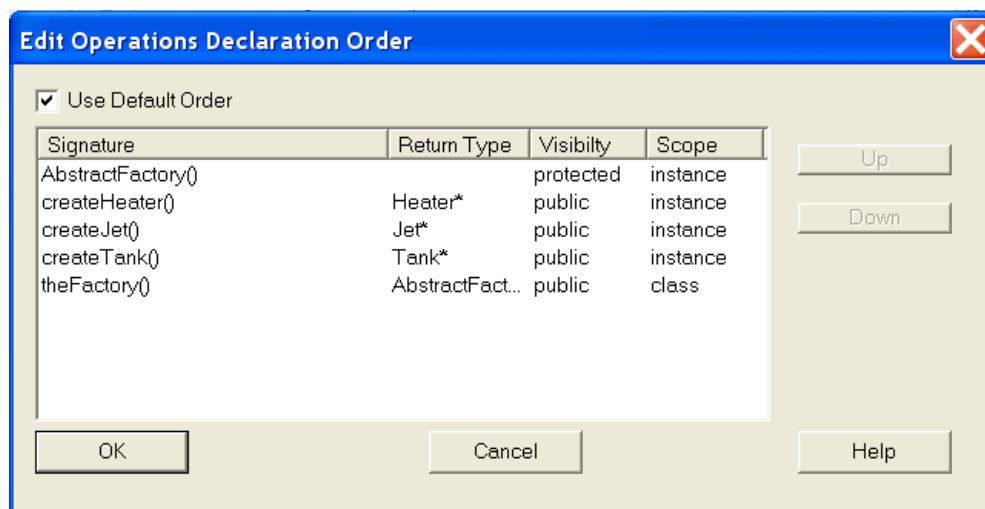 Edit Operations Declaration Order
Use Default Order
Signature Return Type Visibilty Scope
AbstractFactory() protected instance
createHeater() Heater* public instance
createJet() Jet* public instance
createTank() Tank* public instance
theFactory() AbstractFact... public class
Up
Down
OK Cancel Help